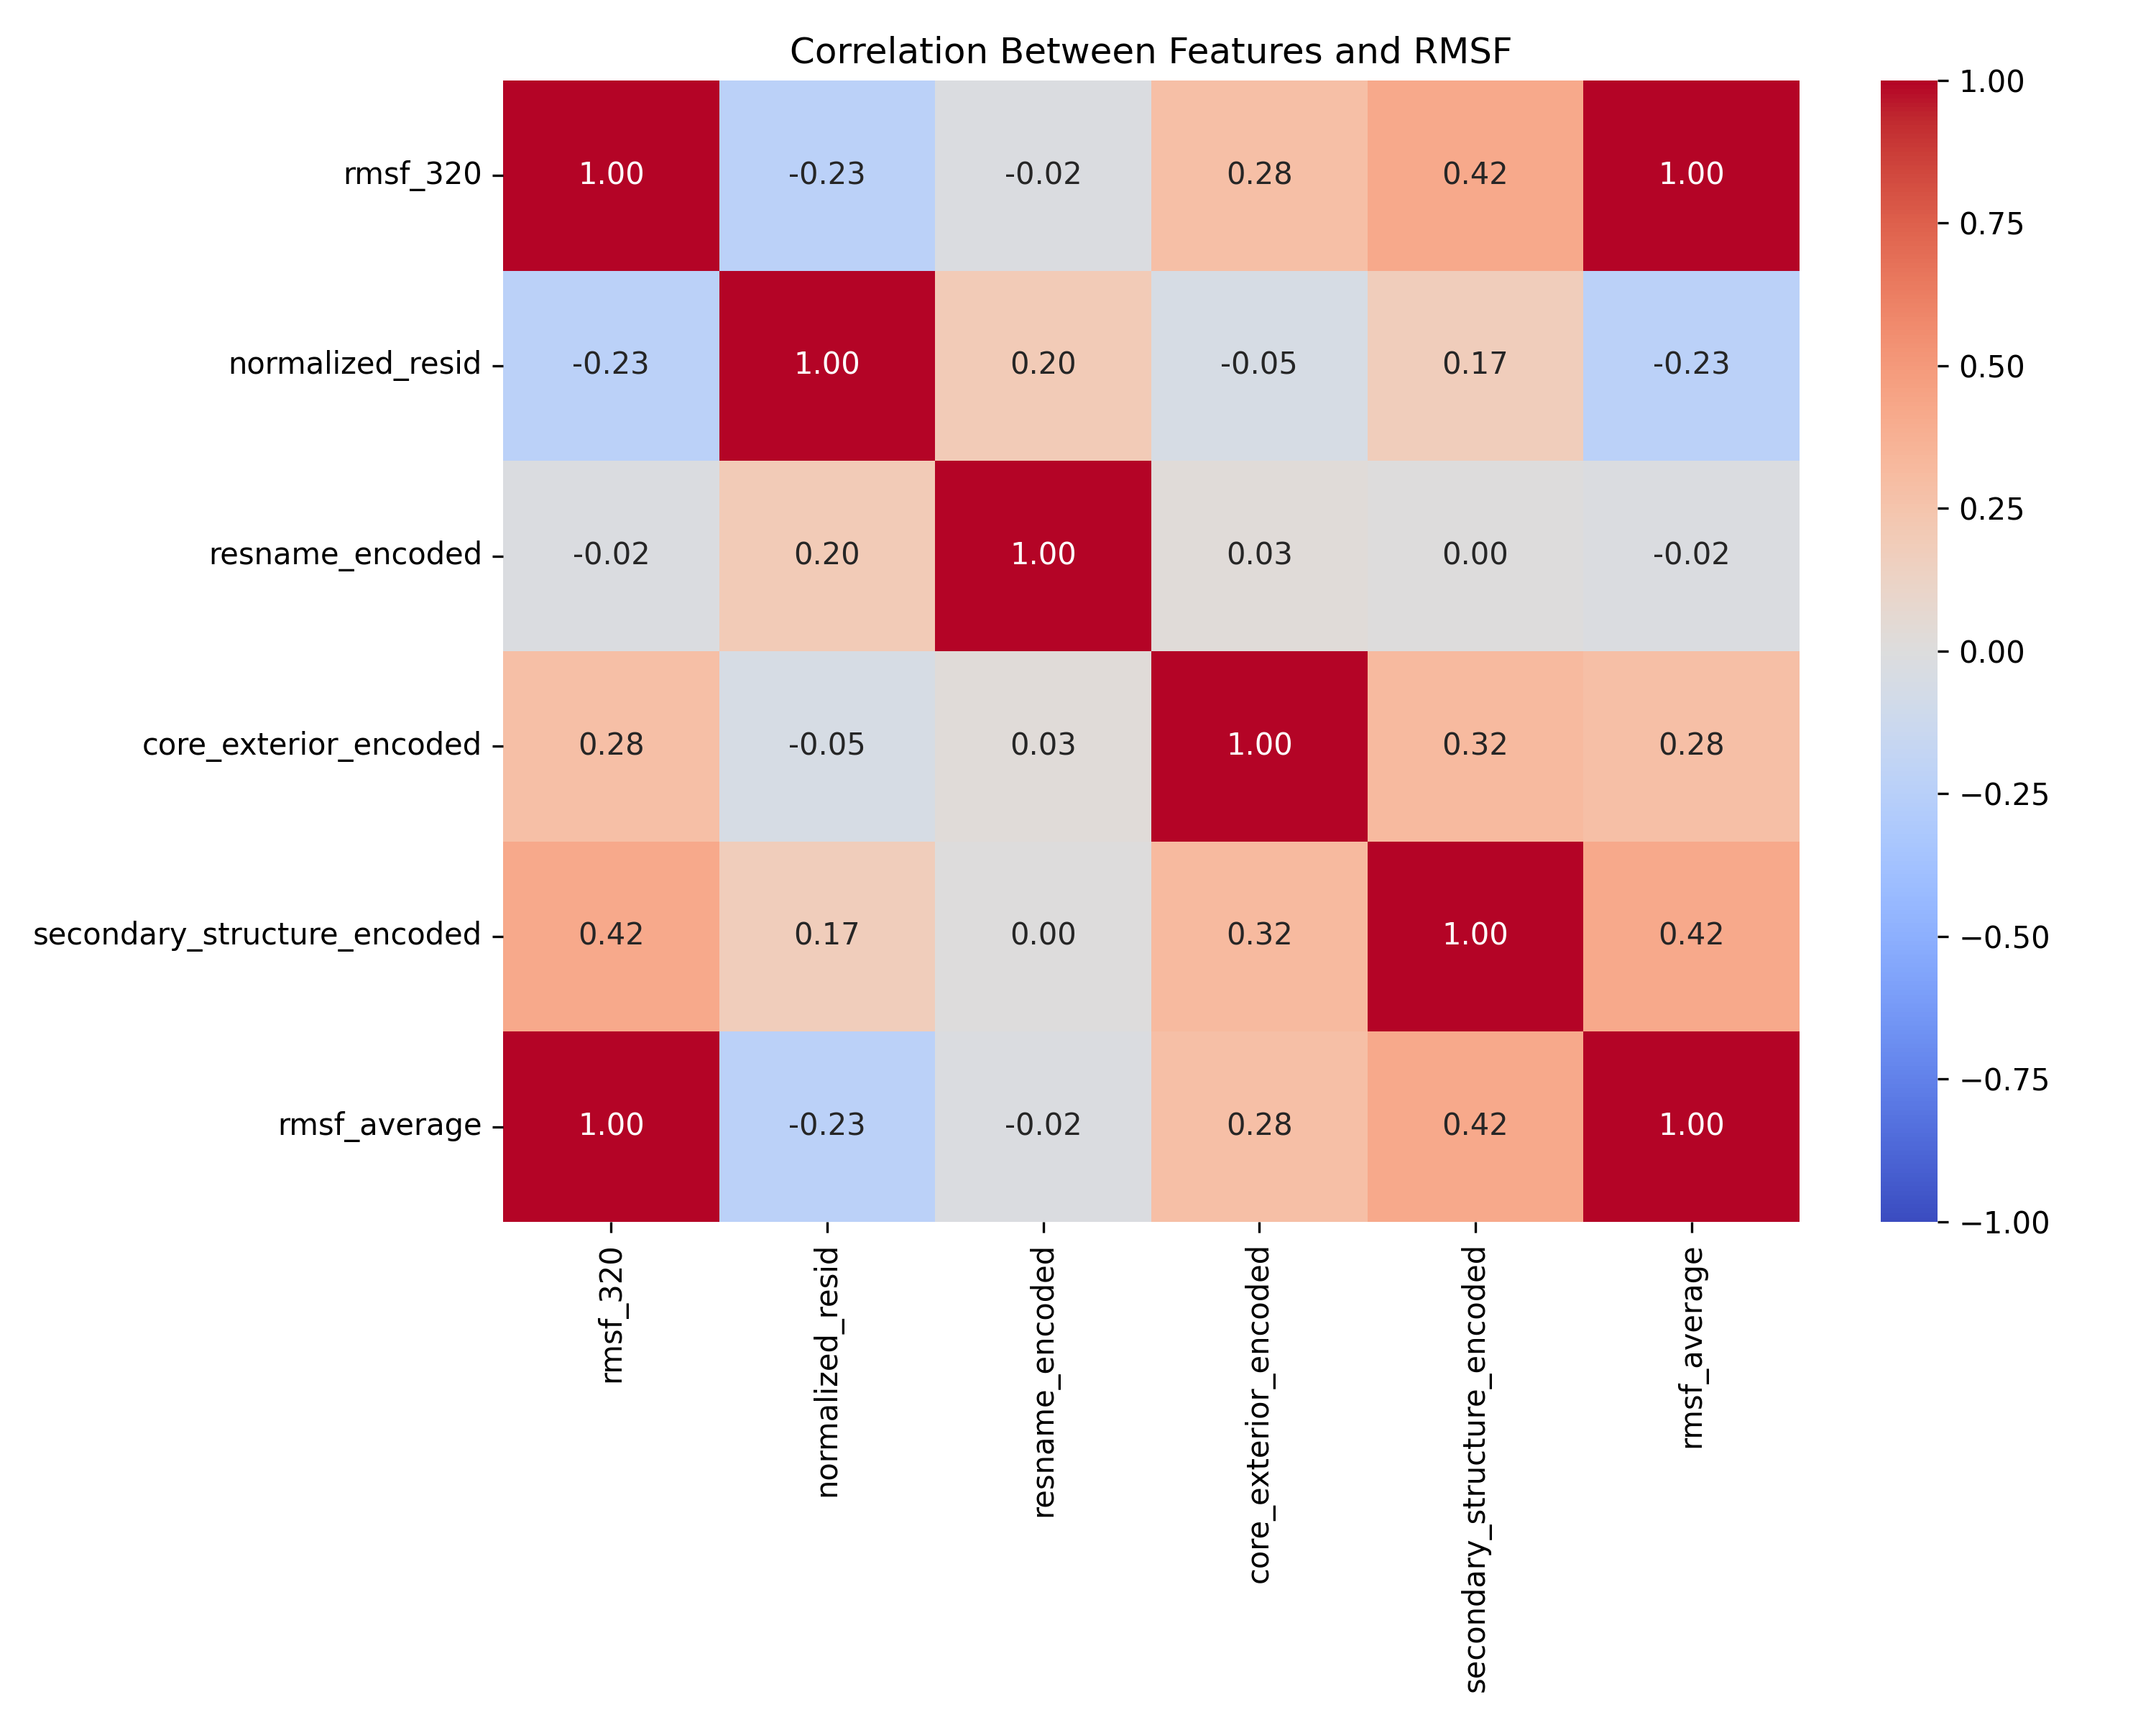 Correlation Between Features and RMSF
rmsf_320 1.00 -0.23 -0.02 0.28 0.42 1.00
normalized_resid -0.23 1.00 0.20 -0.05 0.17 -0.23
resname_encoded -0.02 0.20 1.00 0.03 0.00 -0.02
core_exterior_encoded 0.28 -0.05 0.03 1.00 0.32 0.28
secondary_structure_encoded 0.42 0.17 0.00 0.32 1.00 0.42
rmsf_average 1.00 -0.23 -0.02 0.28 0.42 1.00
rmsf_320
normalized_resid
resname_encoded
core_exterior_encoded
secondary_structure_encoded
rmsf_average
1.00
0.75
0.50
0.25
0.00
−0.25
−0.50
−0.75
−1.00